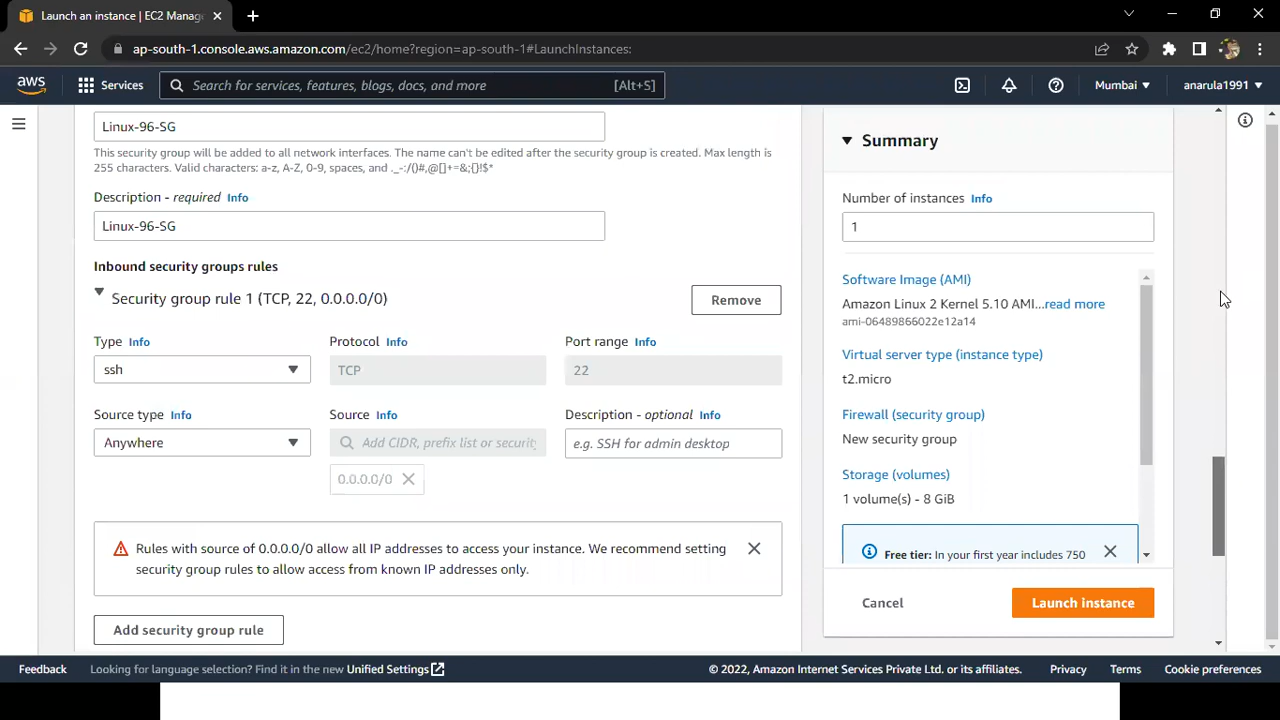 Launch an instance | EC2 Manag
ap-south-1.console.aws.amazon.com/ec2/home?region=ap-south-1#LaunchInstances:
aws
Services
Search for services, features, blogs, docs, and more
[Alt+S]
Mumbai
anarula1991
Linux-96-SG
This security group will be added to all network interfaces. The name can't be edited after the security group is created. Max length is
255 characters. Valid characters: a-z, A-Z, 0-9, spaces, and ._-:/()#,@[]+=&;{}!$*
Description - required Info
Linux-96-SG
Inbound security groups rules
Security group rule 1 (TCP, 22, 0.0.0.0/0)
Remove
Type Info
Protocol Info
Port range Info
ssh
TCP
22
Source type Info
Source Info
Description - optional Info
Anywhere
Add CIDR, prefix list or security
e.g. SSH for admin desktop
0.0.0.0/0
Rules with source of 0.0.0.0/0 allow all IP addresses to access your instance. We recommend setting
security group rules to allow access from known IP addresses only.
Add security group rule
Summary
Number of instances Info
1
Software Image (AMI)
Amazon Linux 2 Kernel 5.10 AMI...read more
ami-06489866022e12a14
Virtual server type (instance type)
t2.micro
Firewall (security group)
New security group
Storage (volumes)
1 volume(s) - 8 GiB
Free tier: In your first year includes 750
Cancel
Launch instance
Feedback
Looking for language selection? Find it in the new Unified Settings
© 2022, Amazon Internet Services Private Ltd. or its affiliates.
Privacy
Terms
Cookie preferences